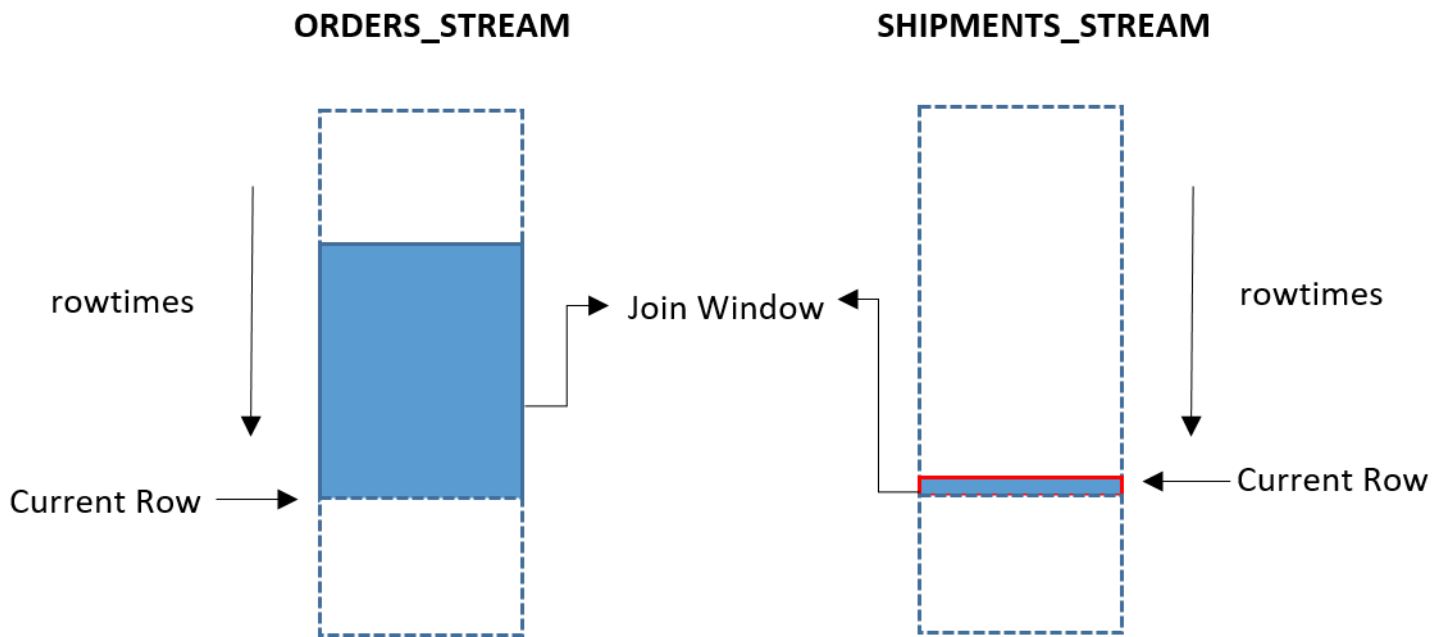 ORDERS_STREAM
SHIPMENTS_STREAM
rowtimes
Join Window
rowtimes
Current Row
Current Row